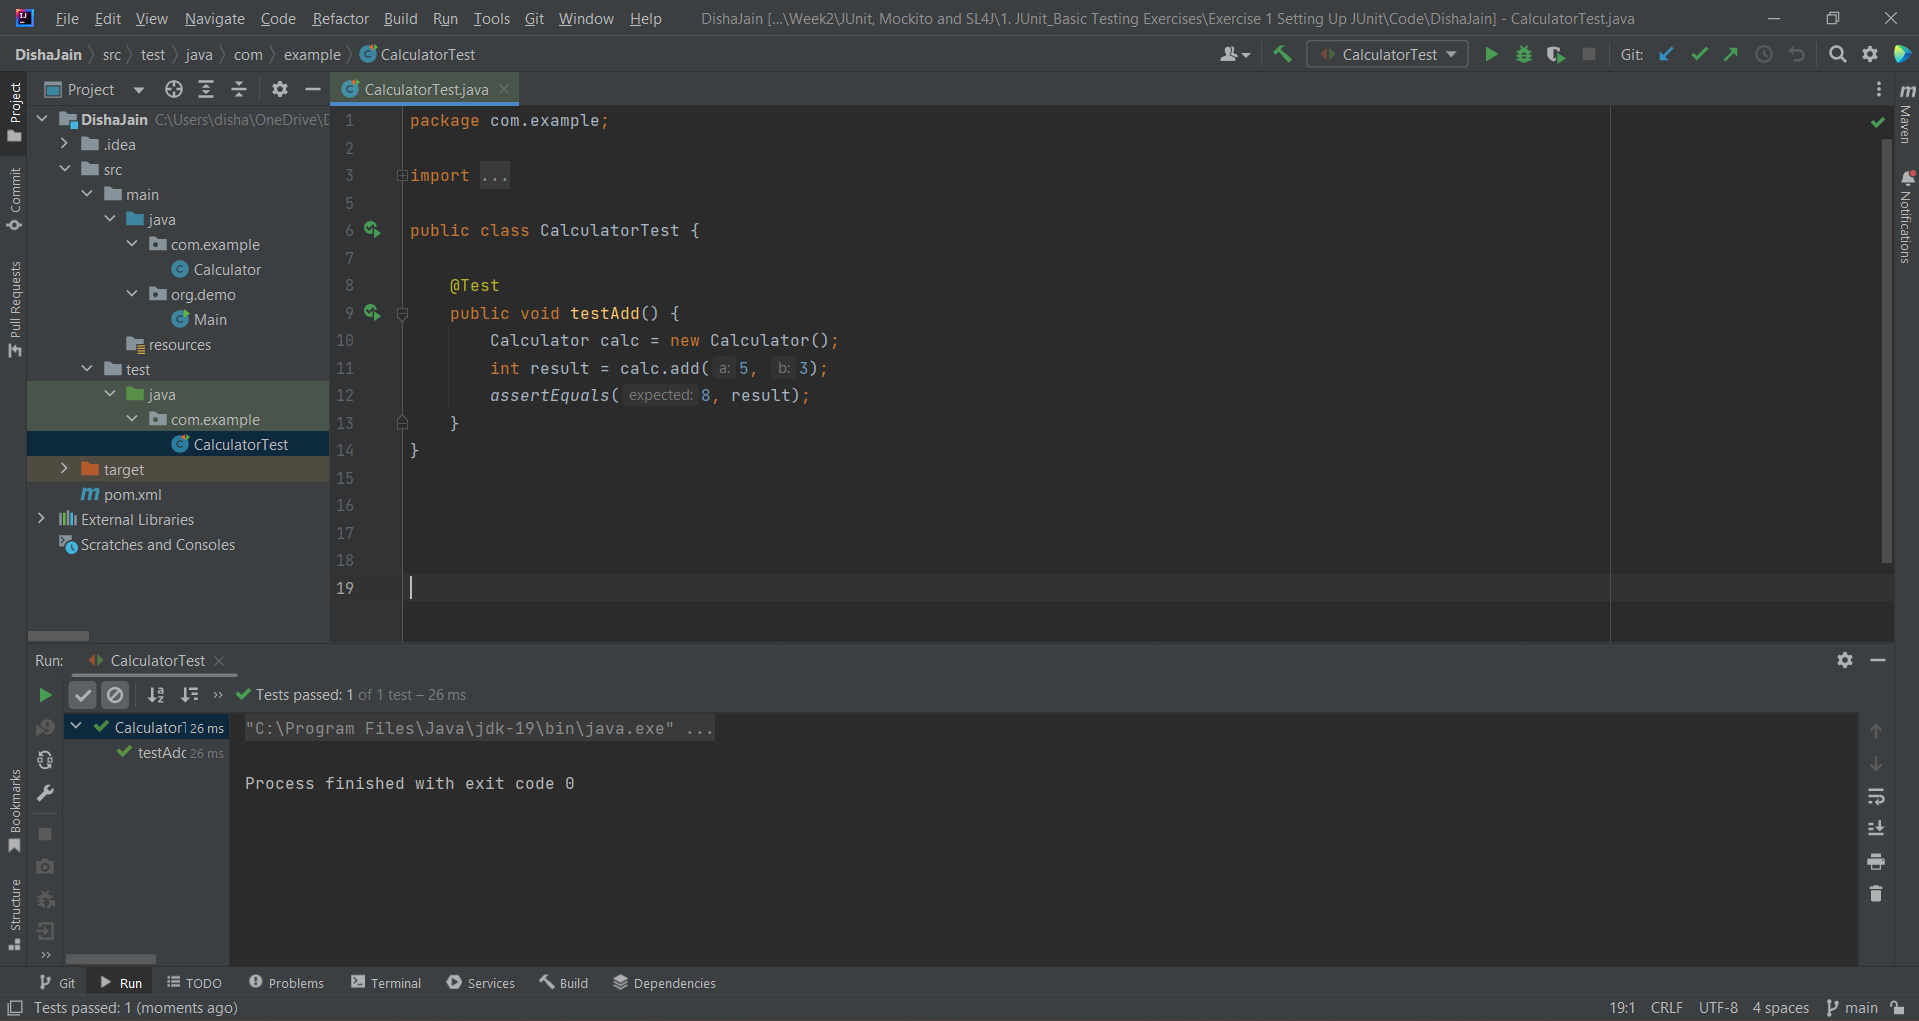 File Edit View Navigate Code Refactor Build Run Tools Git Window Help DishaJain [...\Week2\JUnit, Mockito and SL4J\1. JUnit_Basic Testing Exercises\Exercise 1 Setting Up JUnit\Code\DishaJain] - CalculatorTest.java
DishaJain src test java com example CalculatorTest
CalculatorTest
Git:
Project
CalculatorTest.java
DishaJain C:\Users\disha\OneDrive\D
.idea
src
main
java
com.example
Calculator
org.demo
Main
resources
test
java
com.example
CalculatorTest
target
pom.xml
External Libraries
Scratches and Consoles
Project
Commit
Pull Requests
Bookmarks
Structure
1 package com.example;
2
3 import ...
5
6 public class CalculatorTest {
7
8 @Test
9 public void testAdd() {
10 Calculator calc = new Calculator();
11 int result = calc.add( a: 5, b: 3);
12 assertEquals( expected: 8, result);
13 }
14 }
15
16
17
18
19
Maven
Notifications
Run: CalculatorTest
Tests passed: 1 of 1 test – 26 ms
CalculatorT 26 ms
testAdd 26 ms
"C:\Program Files\Java\jdk-19\bin\java.exe" ...
Process finished with exit code 0
Git Run TODO Problems Terminal Services Build Dependencies
Tests passed: 1 (moments ago)
19:1 CRLF UTF-8 4 spaces main